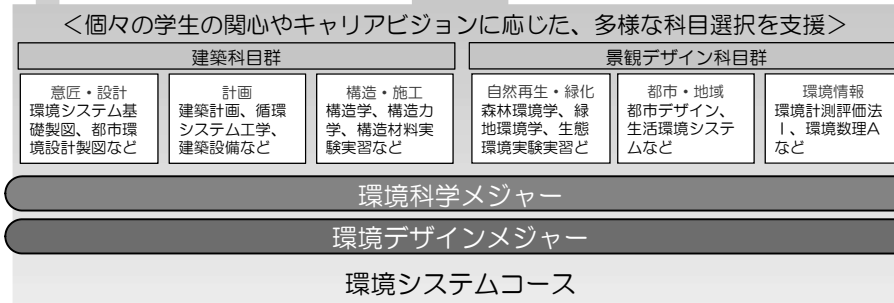 ＜個々の学生の関心やキャリアビジョンに応じた、多様な科目選択を支援＞
建築科目群
景観デザイン科目群
意匠・設計
環境システム基
礎製図、都市環
境設計製図など
計画
建築計画、循環
システム工学、
建築設備など
構造・施工
構造学、構造力
学、構造材料実
験実習など
自然再生・緑化
森林環境学、緑
地環境学、生態
環境実験実習ど
都市・地域
都市デザイン、
生活環境システ
ムなど
環境情報
環境計測評価法
Ⅰ、環境数理A
など
環境科学メジャー
環境デザインメジャー
環境システムコース